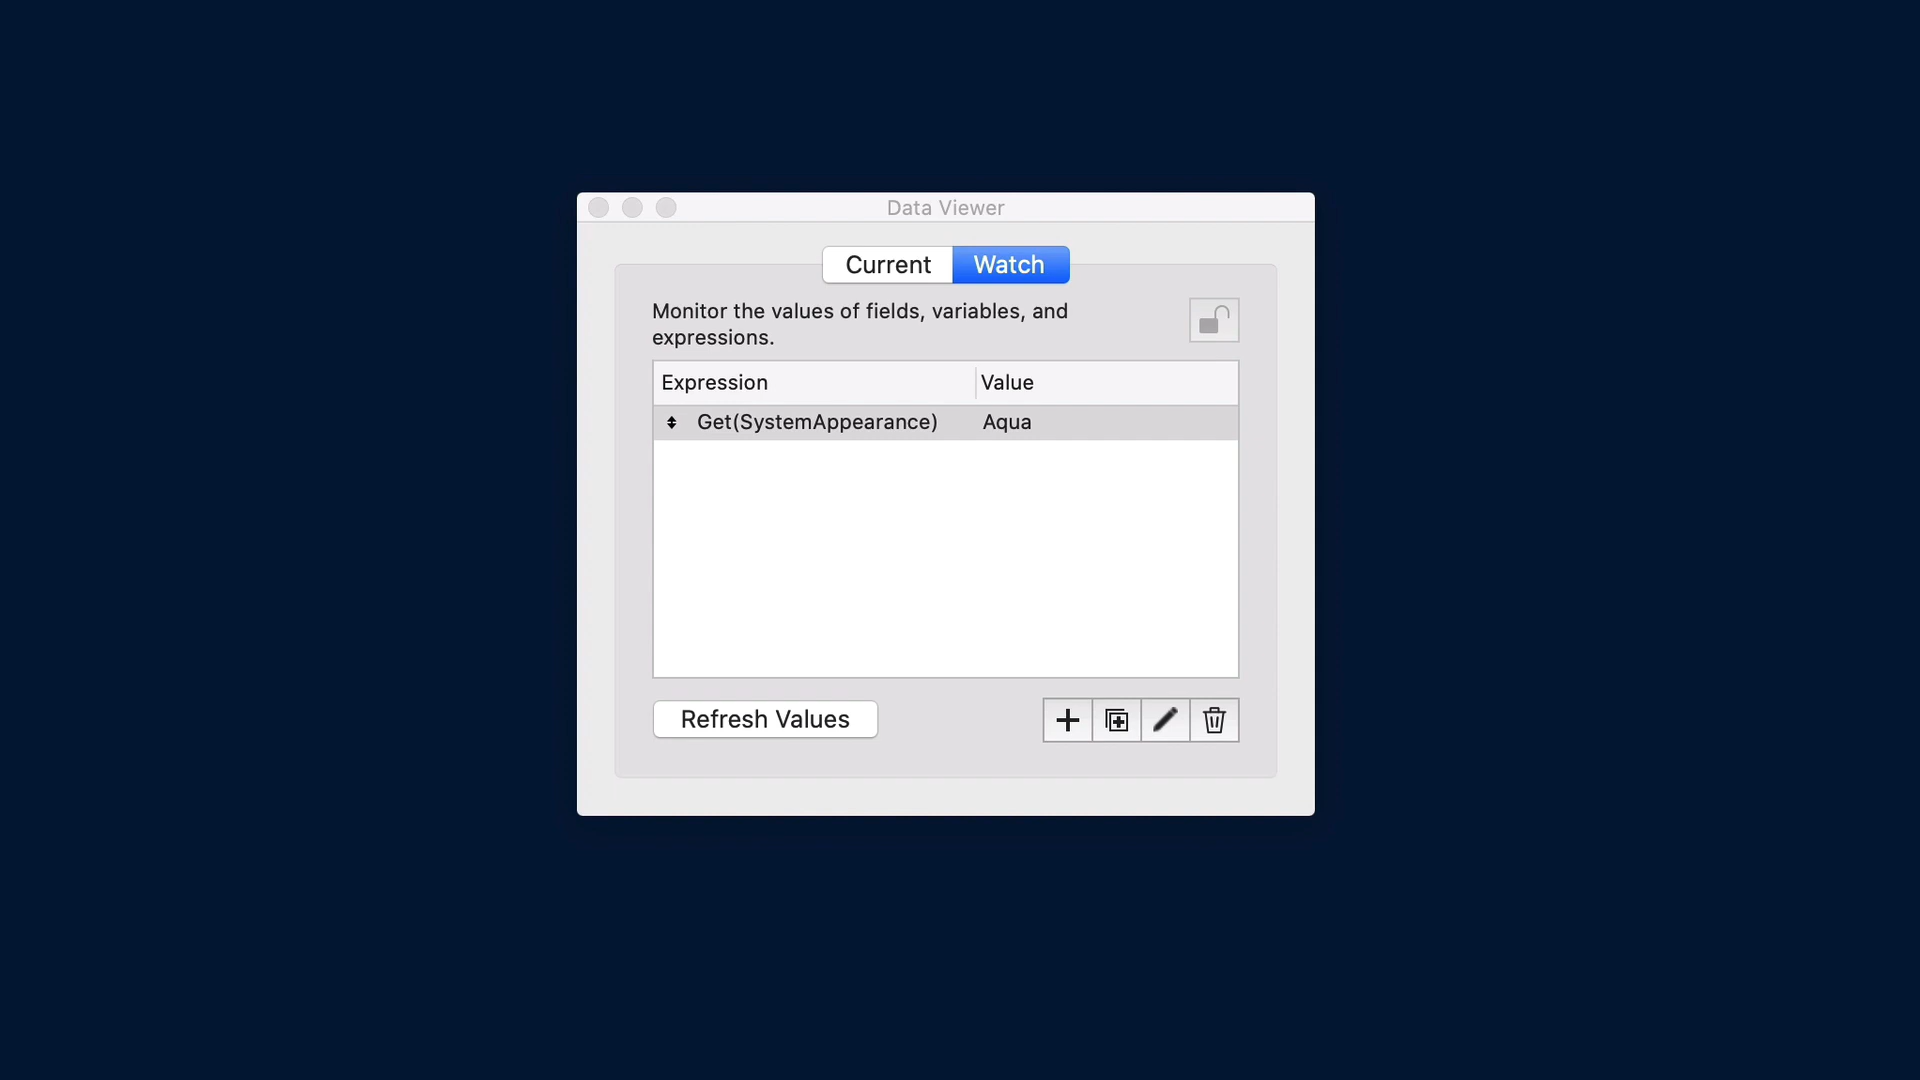 Data Viewer
Current Watch
Monitor the values of fields, variables, and
expressions.
Expression Value
Get(SystemAppearance) Aqua
Refresh Values